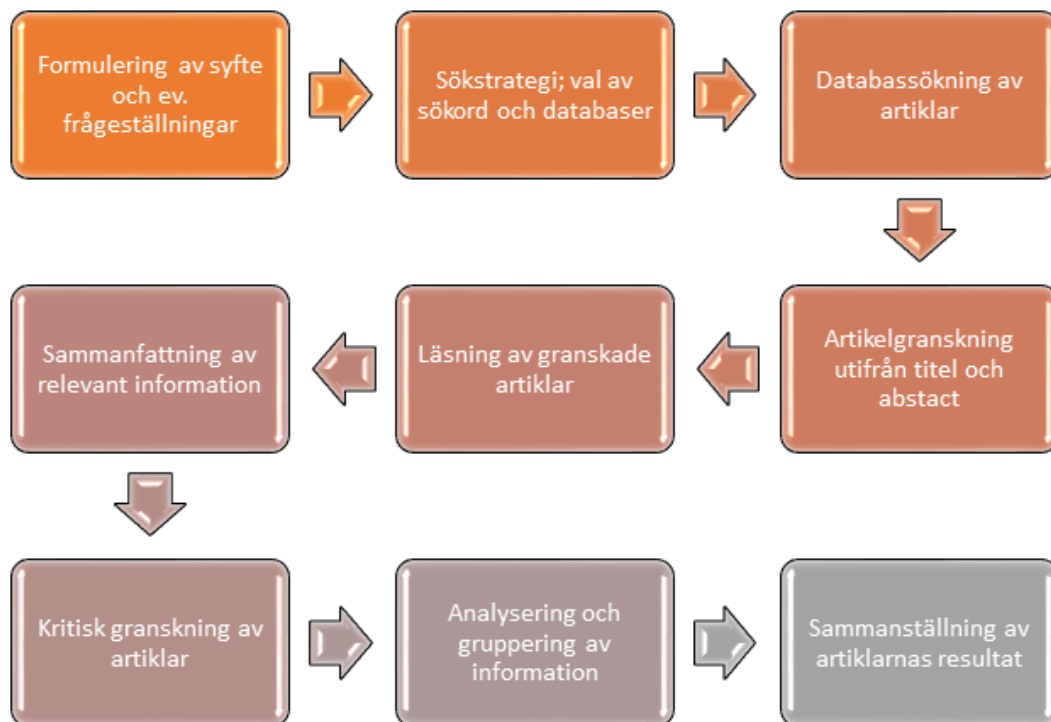 Formulering av syfte
och ev.
frågeställningar
Sökstrategi; val av
sökord och databaser
Databassökning av
artiklar
Artikelgranskning
utifrån titel och
abstact
Läsning av granskade
artiklar
Sammanfattning av
relevant information
Kritisk granskning av
artiklar
Analysering och
gruppering av
information
Sammanställning av
artiklarnas resultat